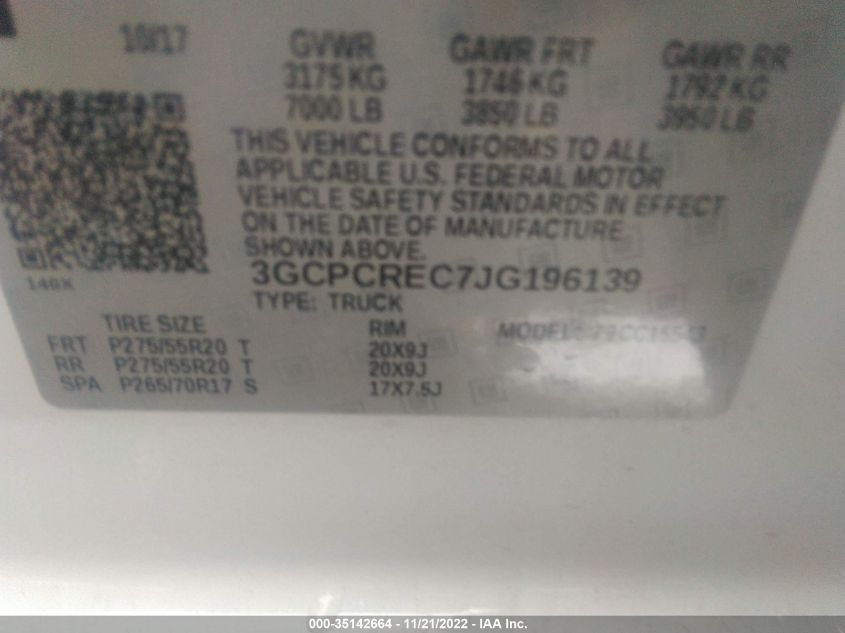 10/17 GVWR GAWR FRT GAWR RR
3175 KG 1746 KG 1792 KG
7000 LB 3850 LB 3950 LB
THIS VEHICLE CONFORMS TO ALL
APPLICABLE U.S. FEDERAL MOTOR
VEHICLE SAFETY STANDARDS IN EFFECT
ON THE DATE OF MANUFACTURE
SHOWN ABOVE.
140X 3GCPCREC7JG196139
TYPE: TRUCK
TIRE SIZE RIM MODEL:
FRT P275/55R20 T 20X9J
RR P275/55R20 T 20X9J
SPA P265/70R17 S 17X7.5J
000-35142664 - 11/21/2022 - IAA Inc.